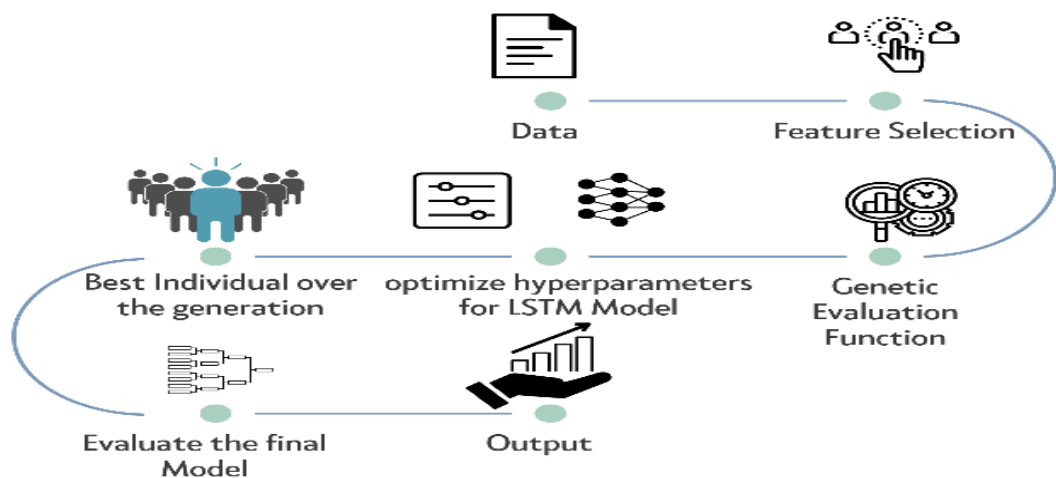 Data
Feature Selection
Best Individual over
the generation
optimize hyperparameters
for LSTM Model
Genetic
Evaluation
Function
Evaluate the final
Model
Output